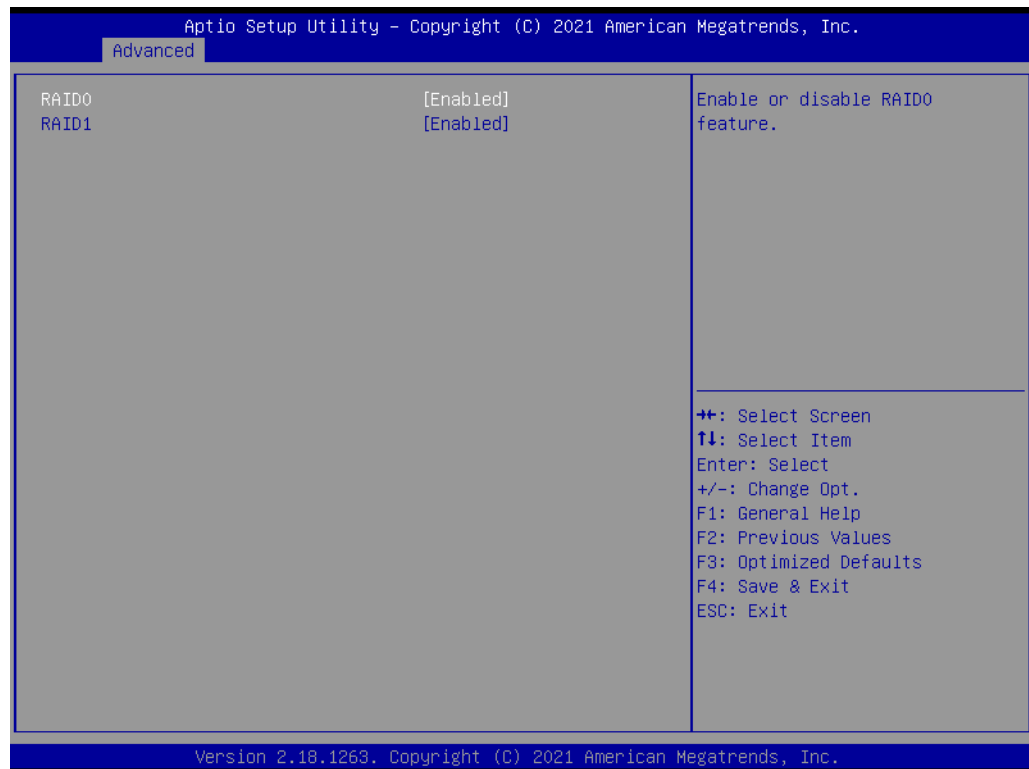 Aptio Setup Utility – Copyright (C) 2021 American Megatrends, Inc.
Advanced
RAID0 [Enabled]
RAID1 [Enabled]
Enable or disable RAID0
feature.
→←: Select Screen
↑↓: Select Item
Enter: Select
+/-: Change Opt.
F1: General Help
F2: Previous Values
F3: Optimized Defaults
F4: Save & Exit
ESC: Exit
Version 2.18.1263. Copyright (C) 2021 American Megatrends, Inc.